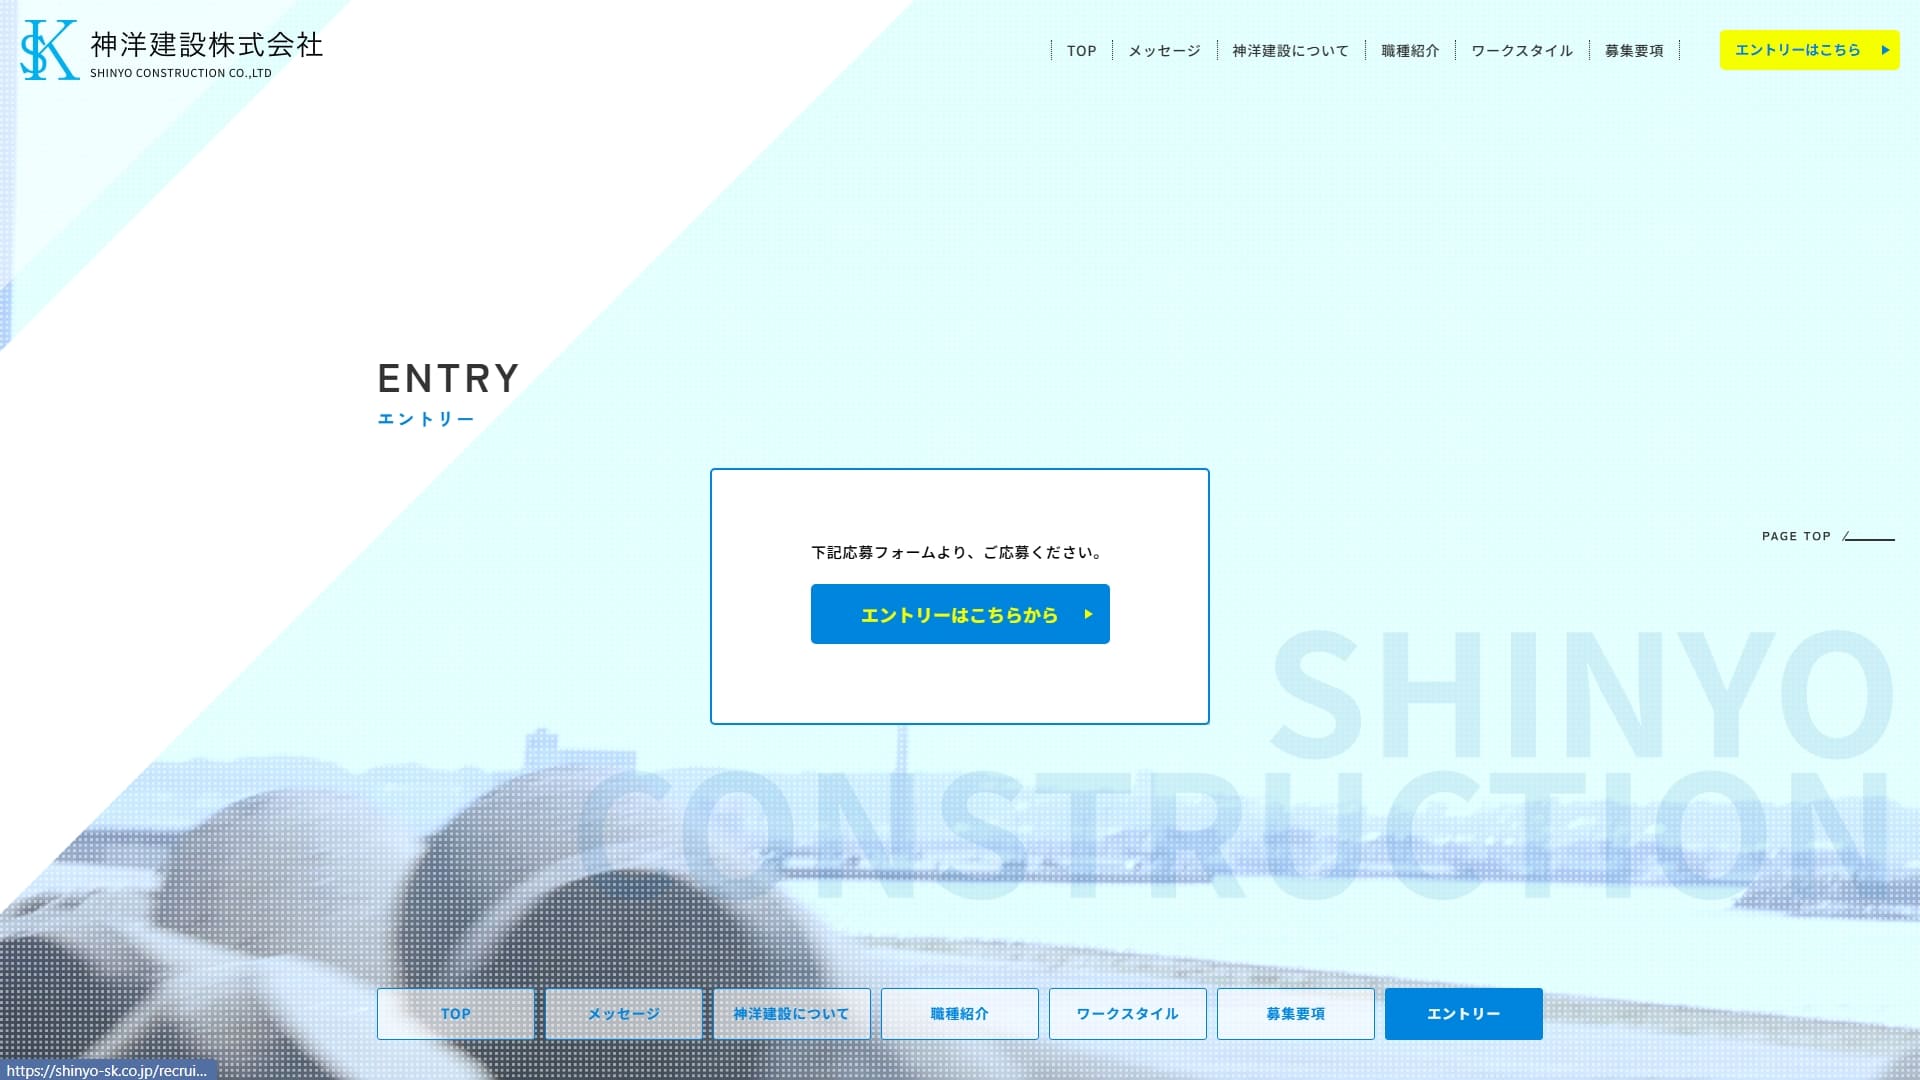 神洋建設株式会社
SHINYO CONSTRUCTION CO.,LTD
TOP
メッセージ
神洋建設について
職種紹介
ワークスタイル
募集要項
エントリーはこちら
ENTRY
エントリー
下記応募フォームより、ご応募ください。
エントリーはこちらから
PAGE TOP
SHINYO
CONSTRUCTION
TOP
メッセージ
神洋建設について
職種紹介
ワークスタイル
募集要項
エントリー
https://shinyo-sk.co.jp/recrui...